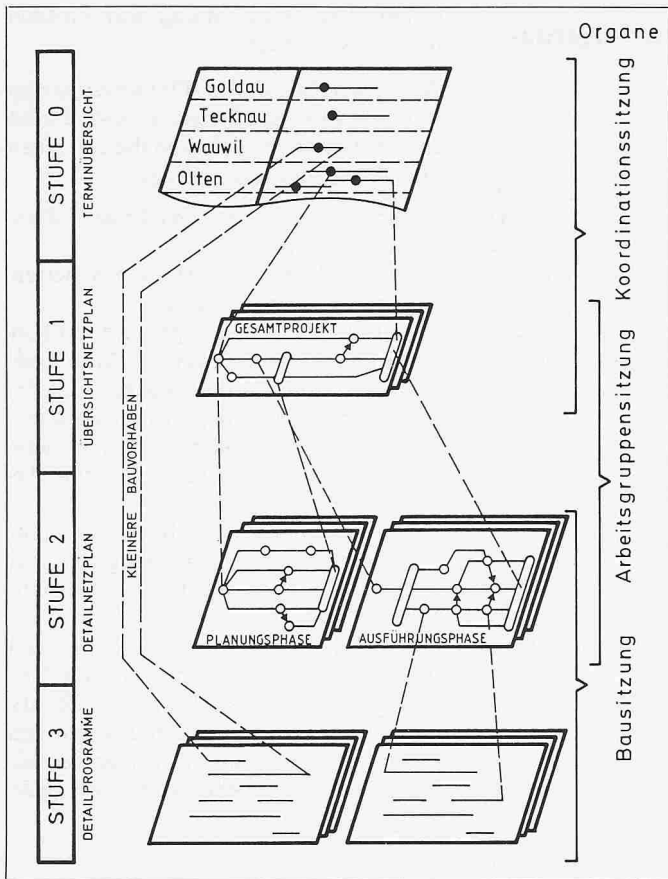 Organe
STUFE 0
TERMINÜBERSICHT
Goldau
Tecknau
Wauwil
Olten
Koordinationssitzung
STUFE 1
ÜBERSICHTSNETZPLAN
GESAMTPROJEKT
Arbeitsgruppensitzung
KLEINERE BAUVORHABEN
STUFE 2
DETAILNETZPLAN
PLANUNGSPHASE
AUSFÜHRUNGSPHASE
Bausitzung
STUFE 3
DETAILPROGRAMME